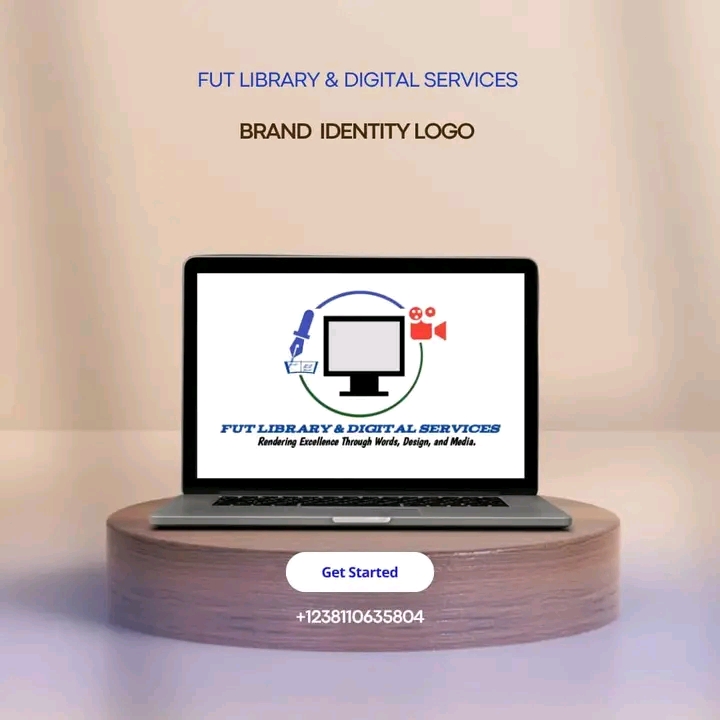 FUT LIBRARY & DIGITAL SERVICES
BRAND IDENTITY LOGO
FUT LIBRARY & DIGITAL SERVICES
Rendering Excellence Through Words, Design, and Media.
Get Started
+1238110635804